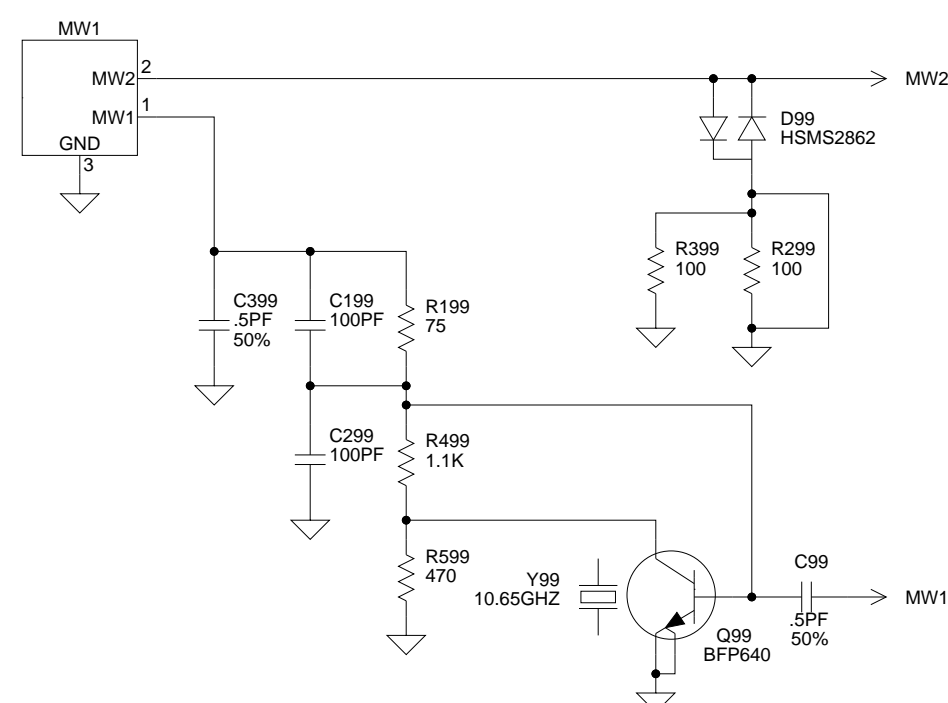 MW1
MW2
2
MW1
1
GND
3
MW2
D99
HSMS2862
R399
100
R299
100
C399
.5PF
50%
C199
100PF
R199
75
C299
100PF
R499
1.1K
R599
470
Y99
10.65GHZ
Q99
BFP640
C99
.5PF
50%
MW1